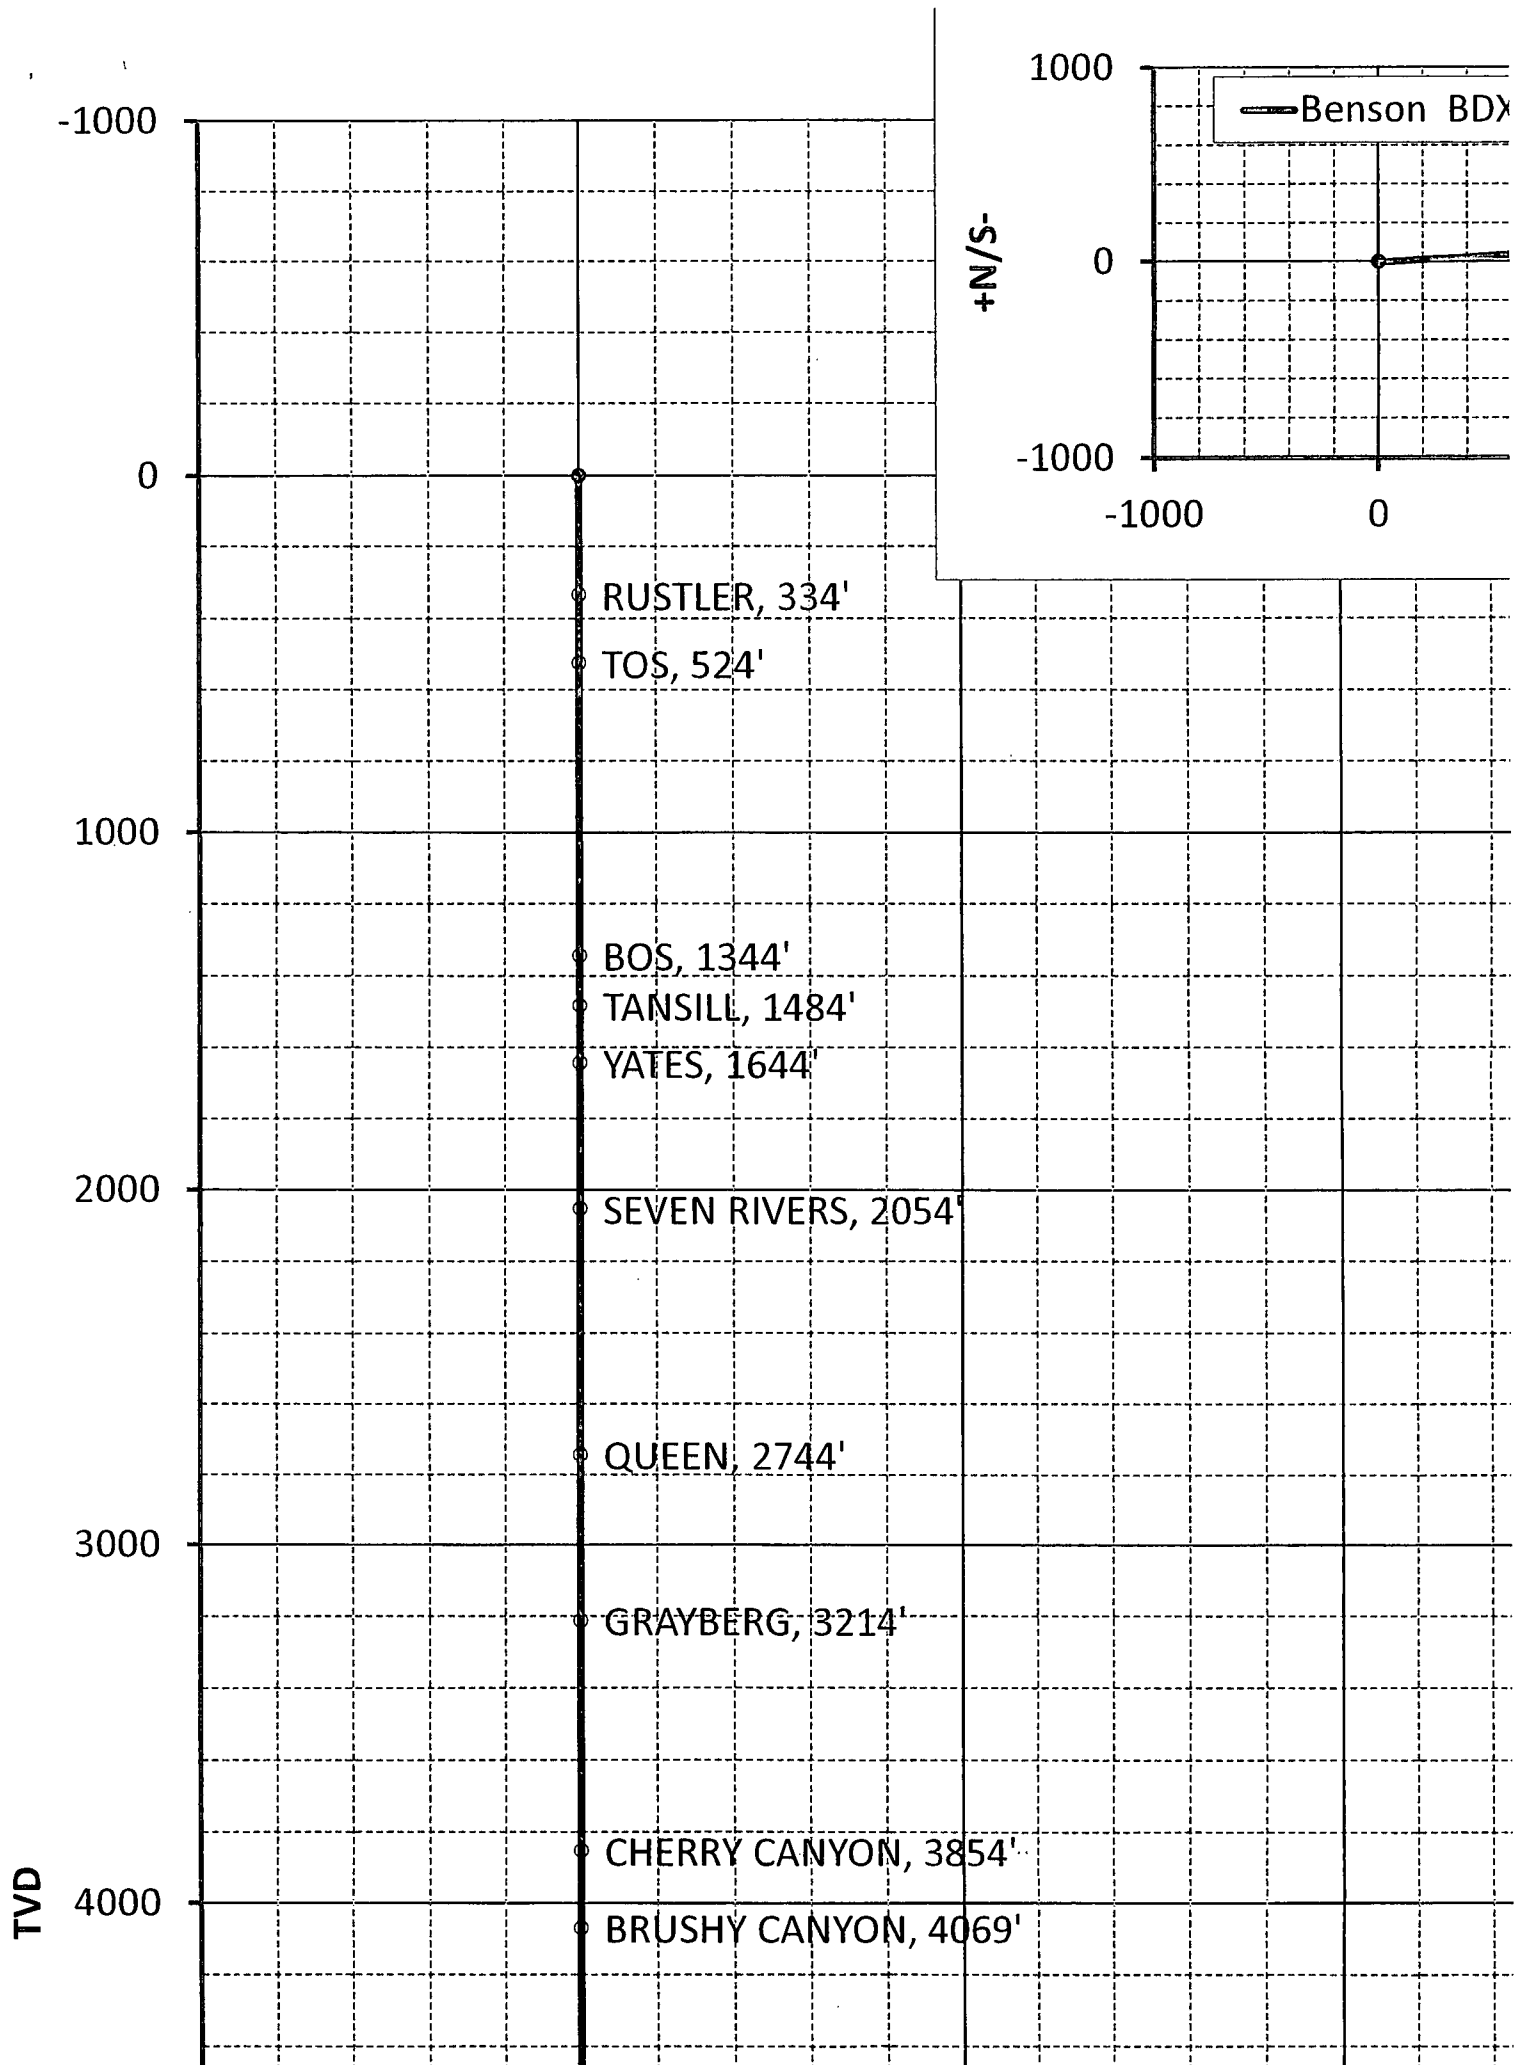 1000
Benson BDX
+N/S-
0
-1000
-1000
0
-1000
0
RUSTLER, 334'
TOS, 524'
1000
BOS, 1344'
TANSILL, 1484'
YATES, 1644'
2000
SEVEN RIVERS, 2054'
QUEEN, 2744'
3000
GRAYBERG, 3214'
CHERRY CANYON, 3854'
TVD
4000
BRUSHY CANYON, 4069'